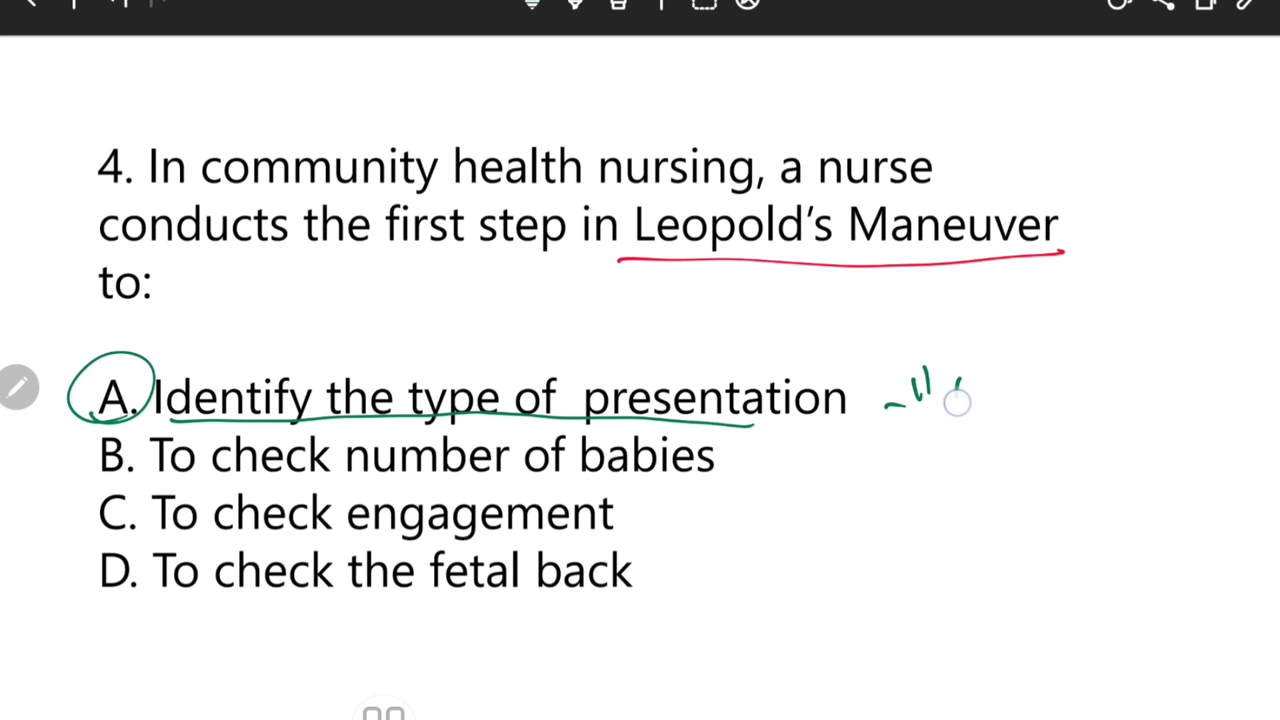 4. In community health nursing, a nurse
conducts the first step in Leopold’s Maneuver
to:
A. Identify the type of presentation
B. To check number of babies
C. To check engagement
D. To check the fetal back